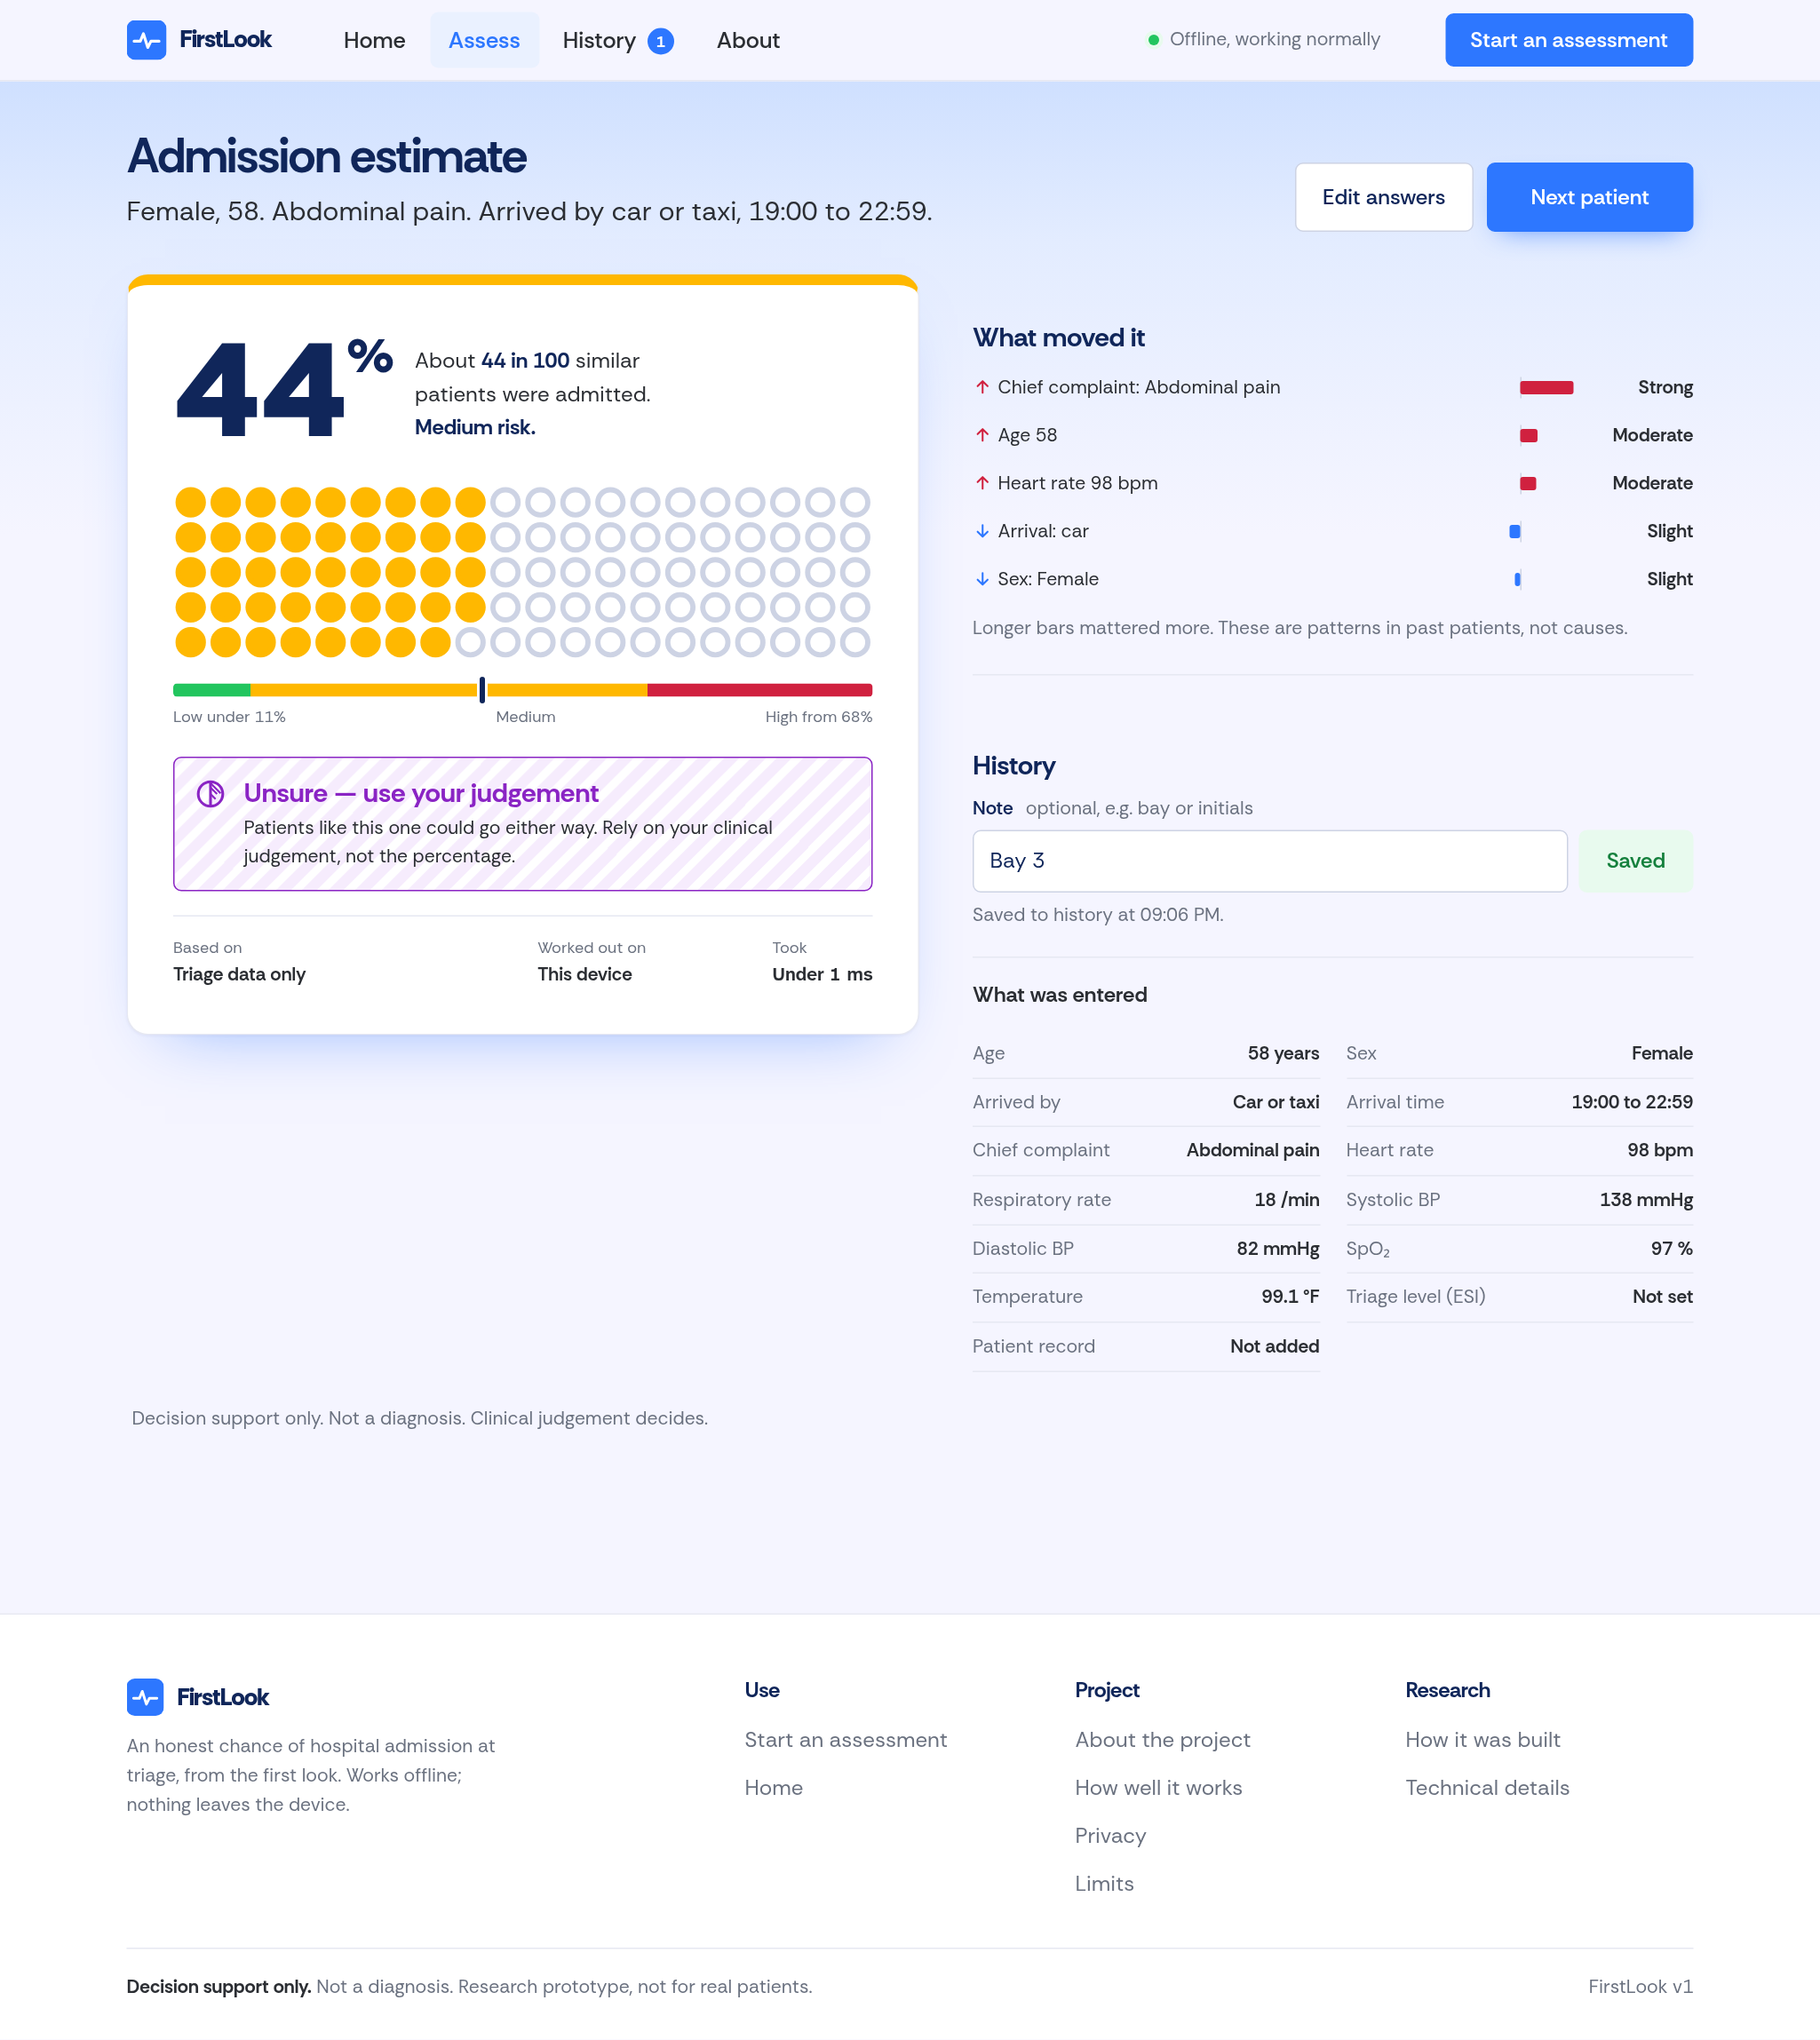 FirstLook
Home
Assess
History 1
About
Offline, working normally
Start an assessment
Admission estimate
Female, 58. Abdominal pain. Arrived by car or taxi, 19:00 to 22:59.
Edit answers
Next patient
44%
About 44 in 100 similar
patients were admitted.
Medium risk.
Low under 11%
Medium
High from 68%
Unsure — use your judgement
Patients like this one could go either way. Rely on your clinical
judgement, not the percentage.
Based on
Triage data only
Worked out on
This device
Took
Under 1 ms
What moved it
↑ Chief complaint: Abdominal pain Strong
↑ Age 58 Moderate
↑ Heart rate 98 bpm Moderate
↓ Arrival: car Slight
↓ Sex: Female Slight
Longer bars mattered more. These are patterns in past patients, not causes.
History
Note optional, e.g. bay or initials
Bay 3
Saved
Saved to history at 09:06 PM.
What was entered
Age 58 years
Sex Female
Arrived by Car or taxi
Arrival time 19:00 to 22:59
Chief complaint Abdominal pain
Heart rate 98 bpm
Respiratory rate 18 /min
Systolic BP 138 mmHg
Diastolic BP 82 mmHg
SpO₂ 97 %
Temperature 99.1 °F
Triage level (ESI) Not set
Patient record Not added
Decision support only. Not a diagnosis. Clinical judgement decides.
FirstLook
An honest chance of hospital admission at
triage, from the first look. Works offline;
nothing leaves the device.
Use
Start an assessment
Home
Project
About the project
How well it works
Privacy
Limits
Research
How it was built
Technical details
Decision support only. Not a diagnosis. Research prototype, not for real patients.
FirstLook v1